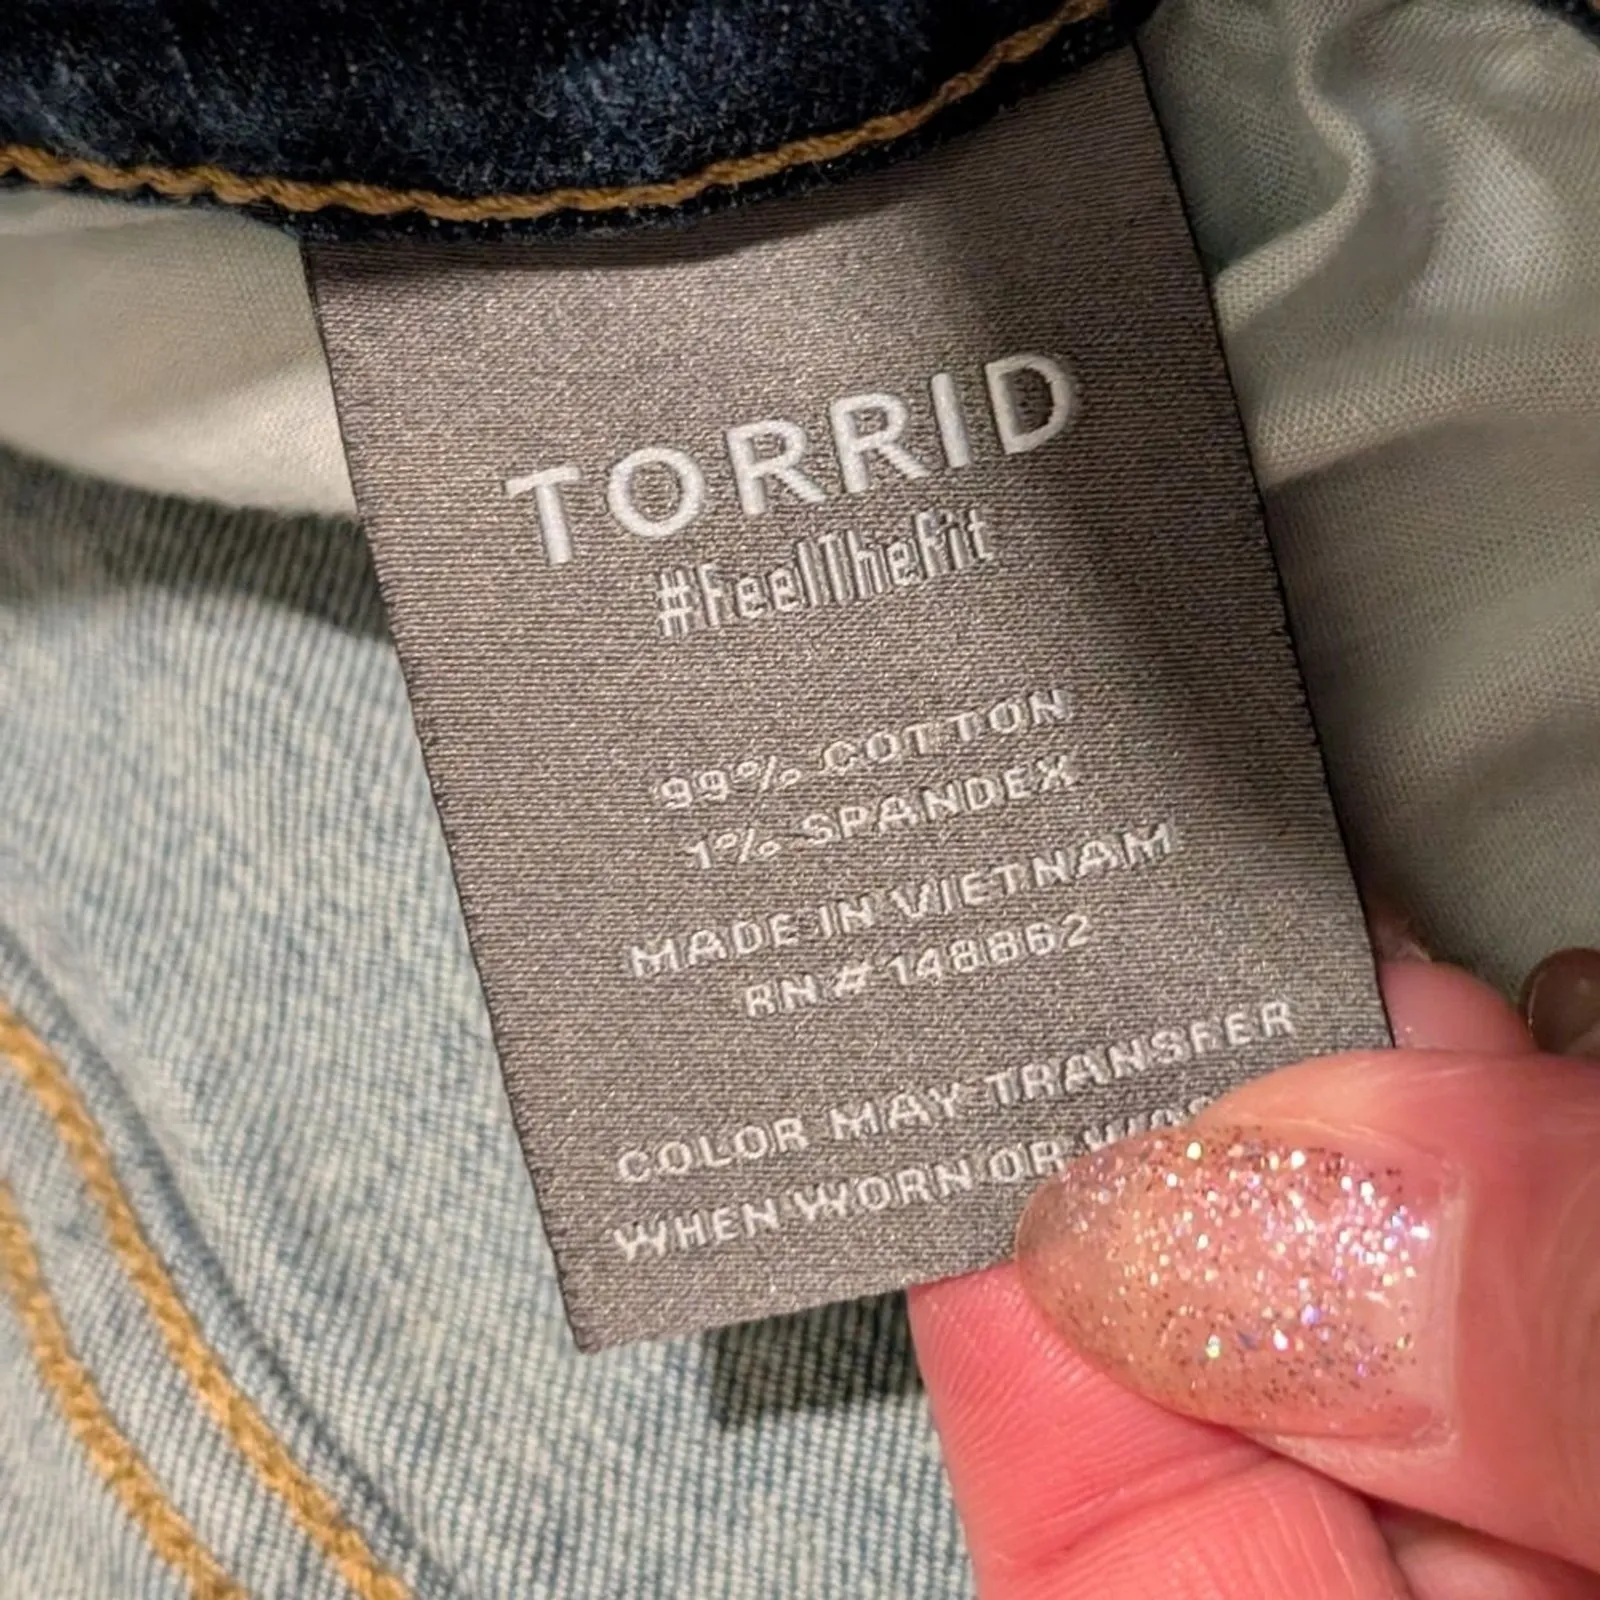 TORRID
#FeelTheFit
99% COTTON
1% SPANDEX
MADE IN VIETNAM
RN # 148862
COLOR MAY TRANSFER
WHEN WORN OR